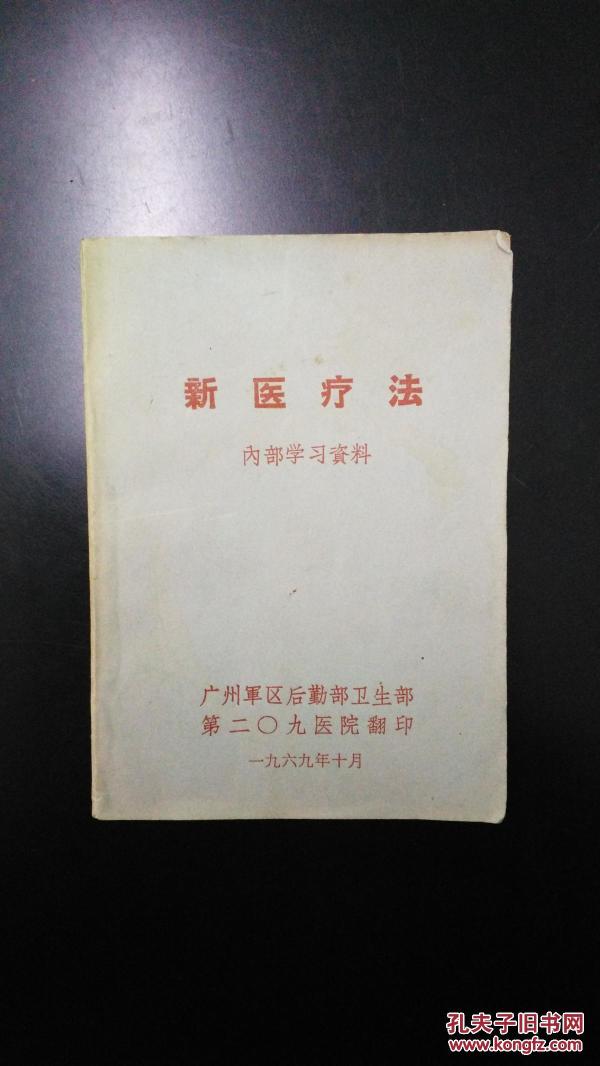 新医疗法
內部学习資料
广州軍区后勤部卫生部
第二〇九医院翻印
一九六九年十月
孔夫子旧书网
www.kongfz.com